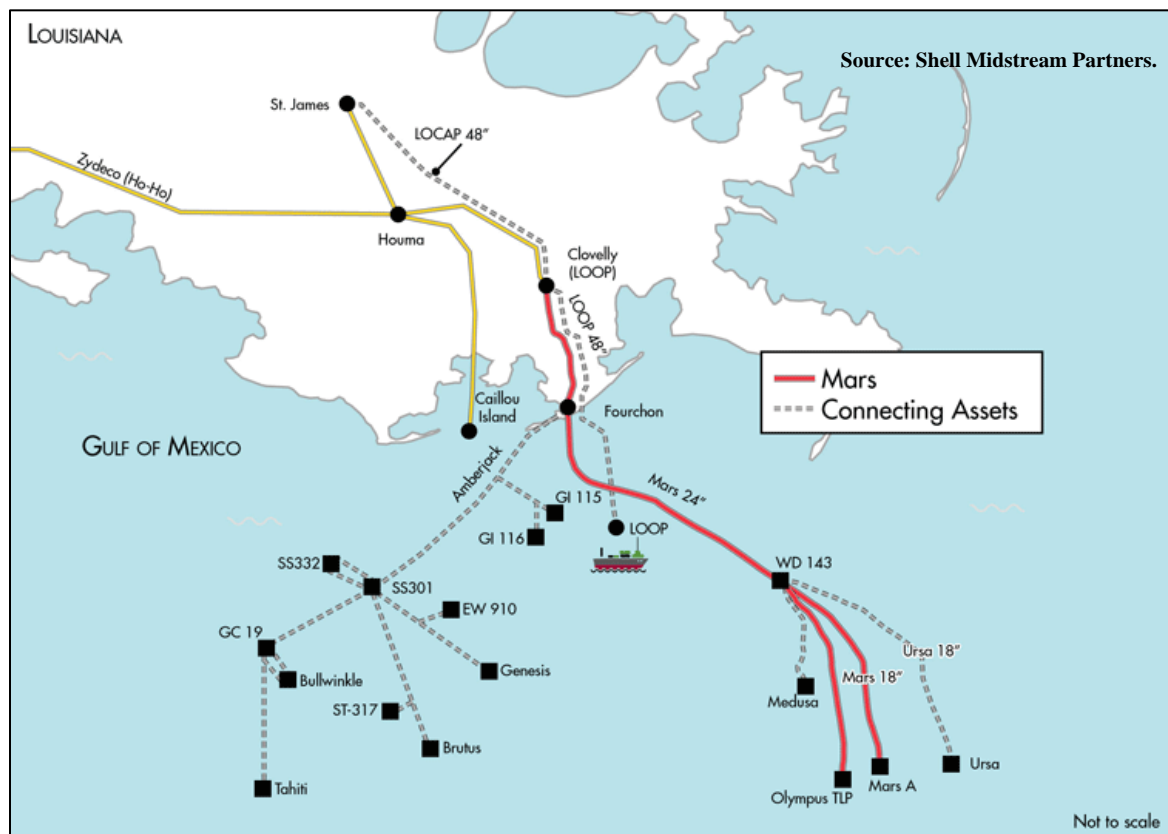 LOUISIANA
Source: Shell Midstream Partners.
St. James
LOCAP 48"
Zydeco (Ho-Ho)
Houma
Clovelly
(LOOP)
LOOP 48"
Mars
Connecting Assets
Caillou
Island
Fourchon
GULF OF MEXICO
Amberjack
Mars 24"
GI 115
GI 116
LOOP
SS332
SS301
WD 143
EW 910
GC 19
Genesis
Bullwinkle
Ursa 18"
Mars 18"
Medusa
ST-317
Brutus
Tahiti
Olympus TLP
Mars A
Ursa
Not to scale